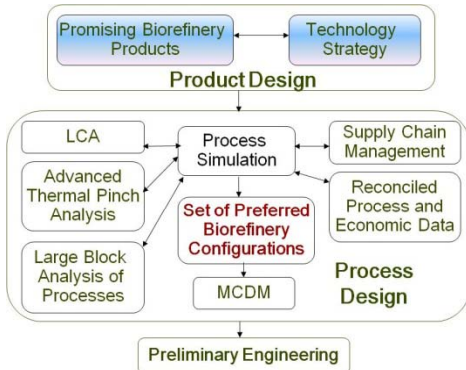 Promising Biorefinery
Products
Technology
Strategy
Product Design
LCA
Process
Simulation
Supply Chain
Management
Advanced
Thermal Pinch
Analysis
Reconciled
Process and
Economic Data
Set of Preferred
Biorefinery
Configurations
Large Block
Analysis of
Processes
MCDM
Process
Design
Preliminary Engineering